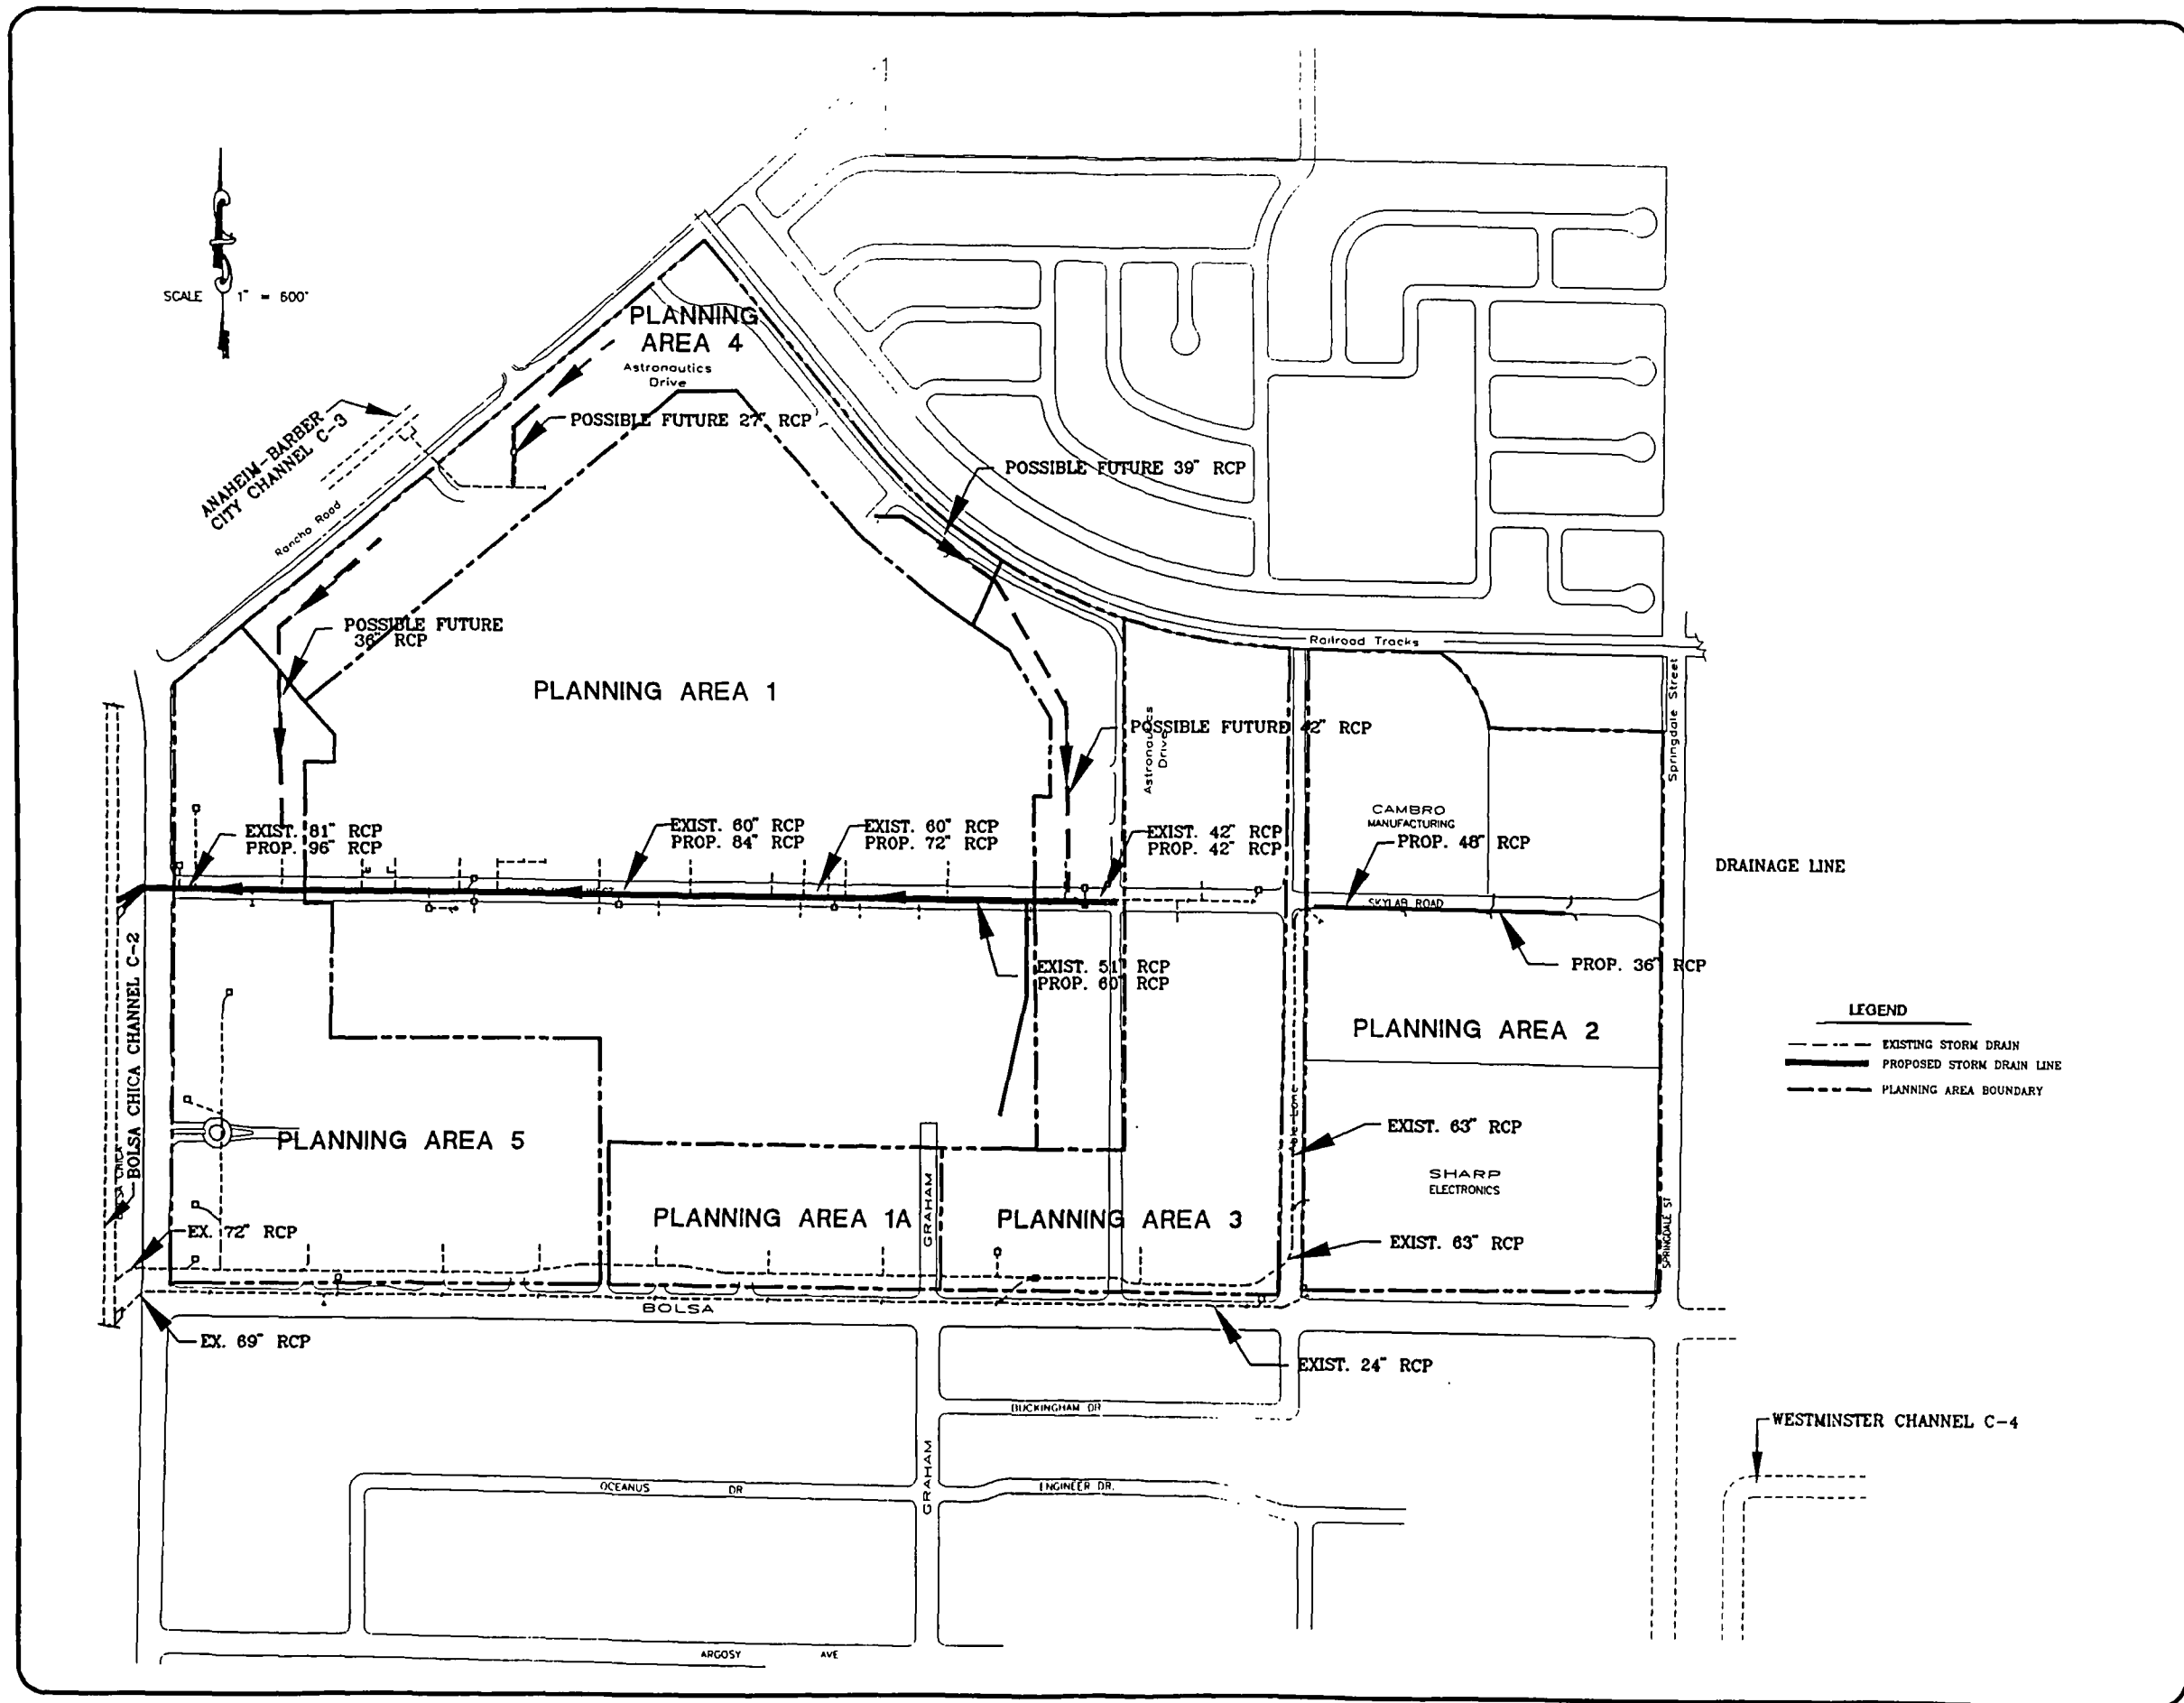 SCALE 1" = 600'
PLANNING
AREA 4
Astronautics
Drive
POSSIBLE FUTURE 27" RCP
ANAHEIM-BARBER
CITY CHANNEL C-3
Rancho Road
POSSIBLE FUTURE 39" RCP
POSSIBLE FUTURE
36" RCP
Railroad Tracks
Springdale Street
PLANNING AREA 1
POSSIBLE FUTURE 42" RCP
Astronautics
Drive
CAMBRO
MANUFACTURING
PROP. 48" RCP
EXIST. 81" RCP
PROP. 96" RCP
EXIST. 60" RCP
PROP. 84" RCP
EXIST. 60" RCP
PROP. 72" RCP
EXIST. 42" RCP
PROP. 42" RCP
DRAINAGE LINE
SKYLAB ROAD
BOLSA CHICA CHANNEL C-2
EXIST. 51" RCP
PROP. 60" RCP
PROP. 36" RCP
LEGEND
EXISTING STORM DRAIN
PROPOSED STORM DRAIN LINE
PLANNING AREA BOUNDARY
PLANNING AREA 2
PLANNING AREA 5
EXIST. 63" RCP
SHARP
ELECTRONICS
GRAHAM
PLANNING AREA 1A
PLANNING AREA 3
SPRINGDALE ST
EX. 72" RCP
EXIST. 63" RCP
BOLSA
EX. 69" RCP
EXIST. 24" RCP
BUCKINGHAM DR
WESTMINSTER CHANNEL C-4
GRAHAM
OCEANUS DR
ENGINEER DR.
ARGOSY AVE